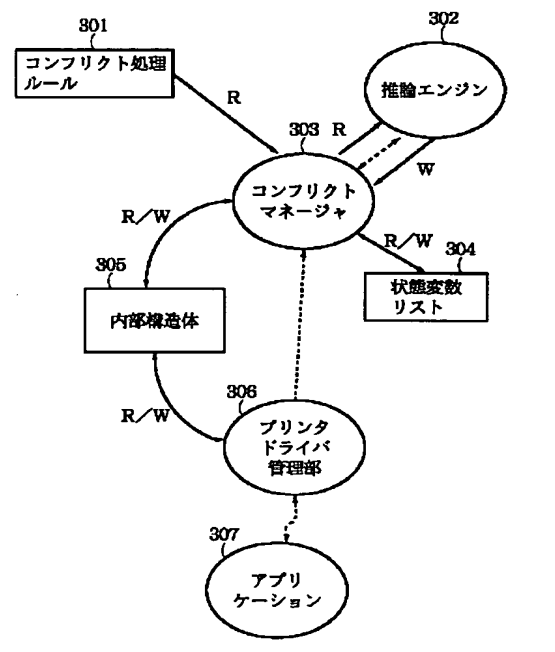 301
コンフリクト処理
ルール
302
推論エンジン
R
303
R
W
コンフリクト
マネージャ
R/W
R/W
304
状態変数
リスト
305
内部構造体
R/W
306
プリンタ
ドライバ
管理部
307
アプリ
ケーション